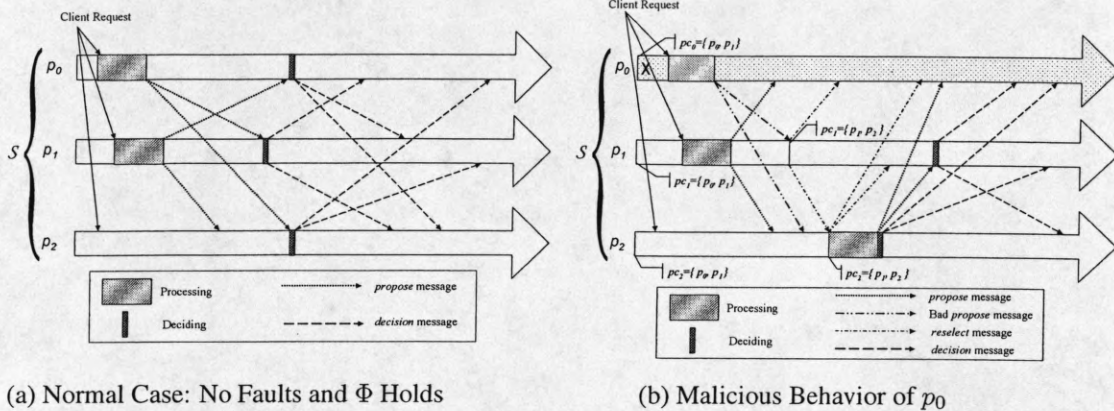 Client Request
p₀
p₁
p₂
S
Processing
propose message
Deciding
decision message
(a) Normal Case: No Faults and Φ Holds
Client Request
pc₀={ p₀, p₁}
p₀
X
pc₁={ p₁, p₂}
p₁
S
pc₁={ p₀, p₁}
p₂
pc₂={ p₀, p₁}
pc₂={ p₁, p₂}
Processing
propose message
Bad propose message
Deciding
reselect message
decision message
(b) Malicious Behavior of p₀